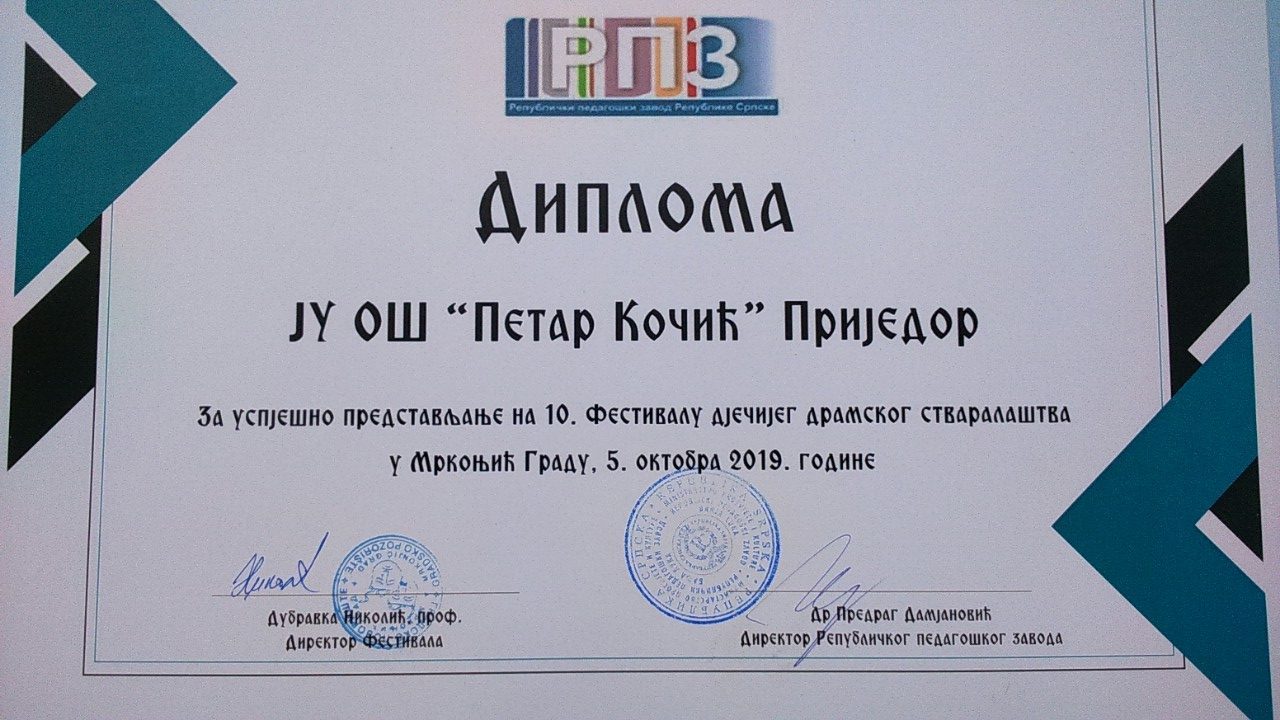 РПЗ
Републички педагошки завод Републике Српске
Диплома
ЈУ ОШ “Петар Кочић” Приједор
За успјешно представљање на 10. Фестивалу дјечијег драмског стваралаштва
у Мркоњић Граду, 5. октобра 2019. године
Дубравка Николић, проф.
Директор Фестивала
Др Предраг Дамјановић
Директор Републичког педагошког завода